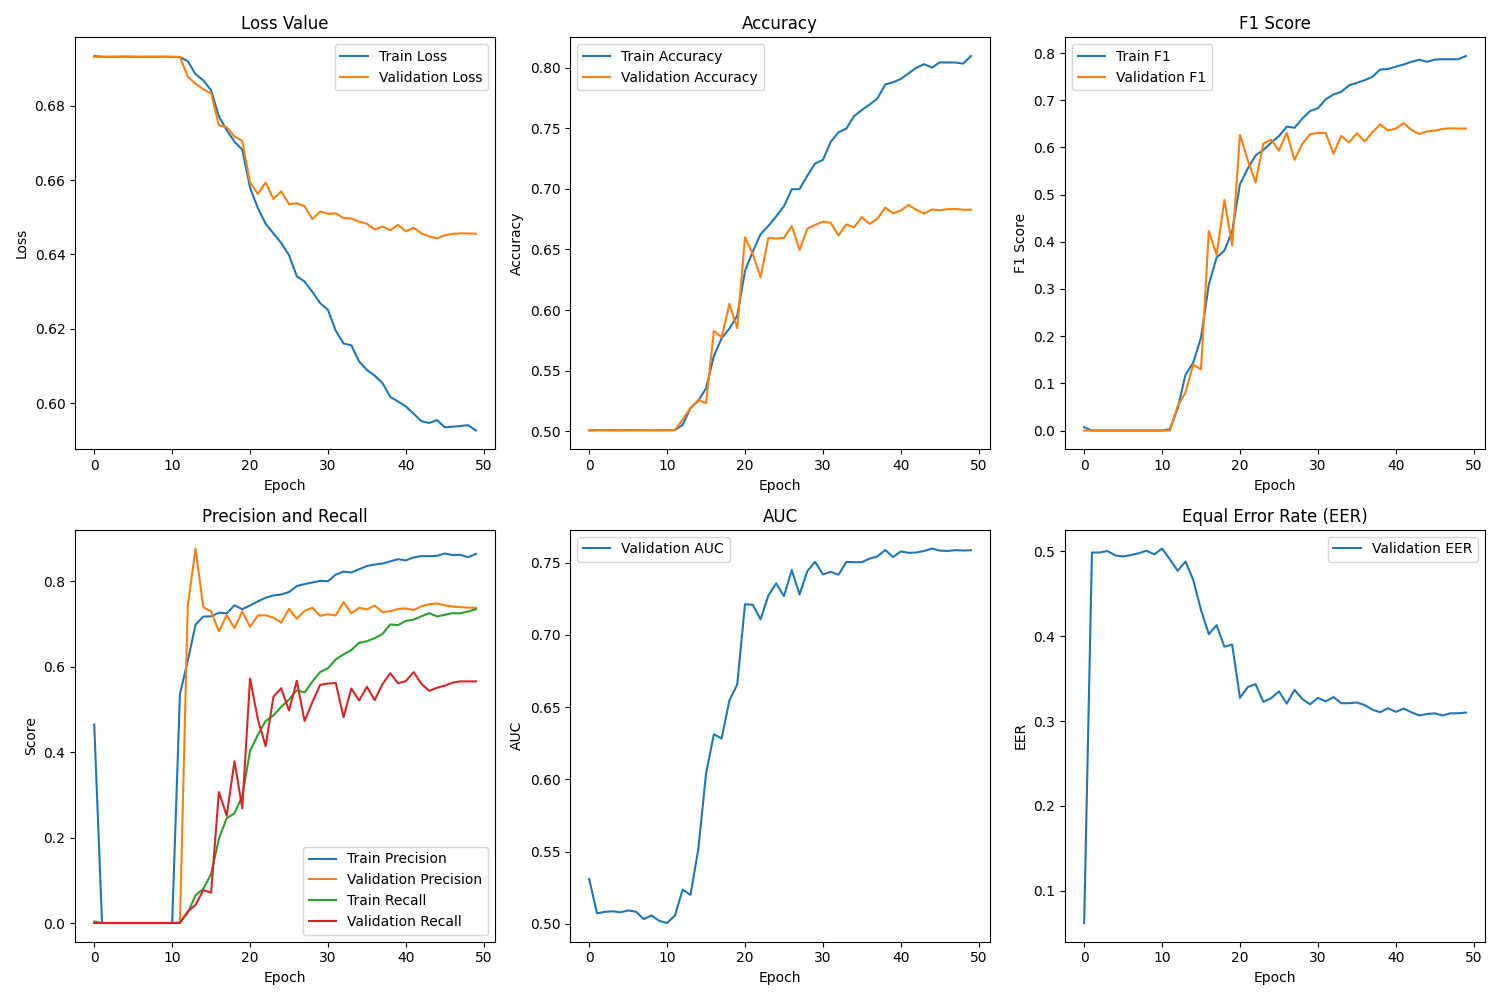 Loss Value
Train Loss
Validation Loss
0.68
0.66
0.64
0.62
0.60
Loss
0 10 20 30 40 50
Epoch
Accuracy
Train Accuracy
Validation Accuracy
0.80
0.75
0.70
0.65
0.60
0.55
0.50
Accuracy
0 10 20 30 40 50
Epoch
F1 Score
Train F1
Validation F1
0.8
0.7
0.6
0.5
0.4
0.3
0.2
0.1
0.0
F1 Score
0 10 20 30 40 50
Epoch
Precision and Recall
0.8
0.6
0.4
0.2
0.0
Score
Train Precision
Validation Precision
Train Recall
Validation Recall
0 10 20 30 40 50
Epoch
AUC
Validation AUC
0.75
0.70
0.65
0.60
0.55
0.50
AUC
0 10 20 30 40 50
Epoch
Equal Error Rate (EER)
Validation EER
0.5
0.4
0.3
0.2
0.1
EER
0 10 20 30 40 50
Epoch